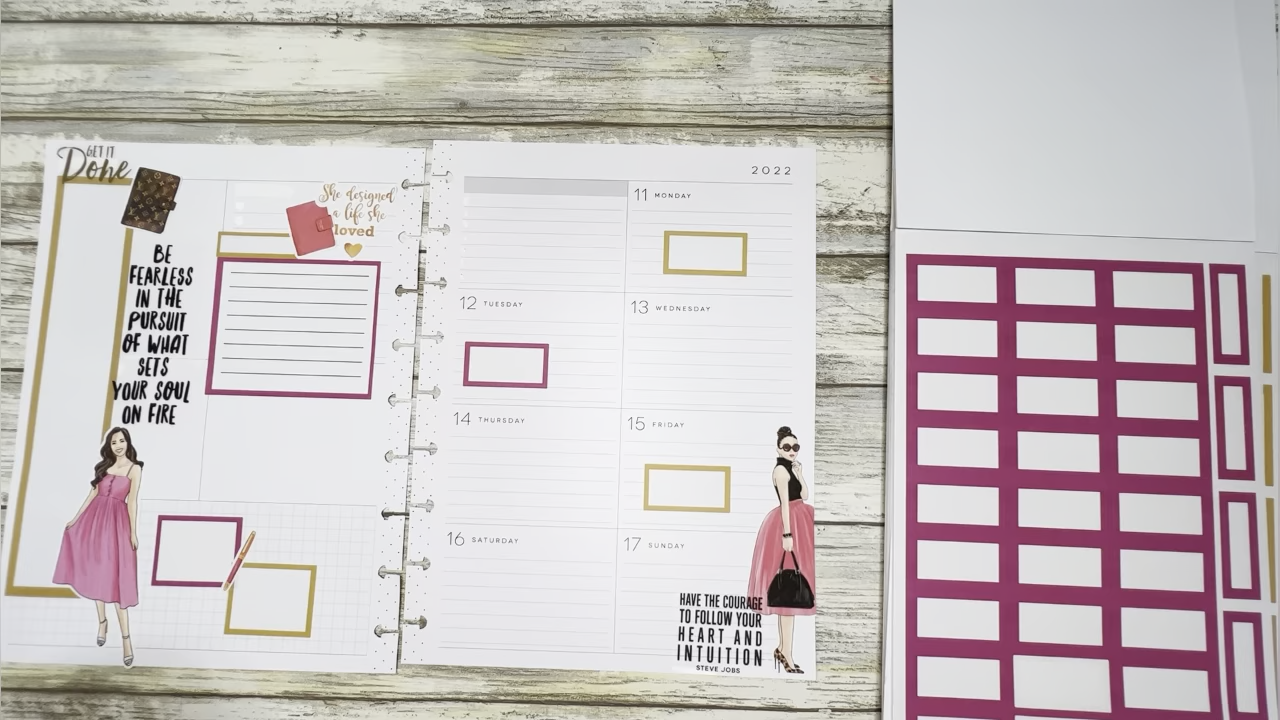 GET IT
Done
She designed
a life she
loved
BE
FEARLESS
IN THE
PURSUIT
OF WHAT
SETS
YOUR SOUL
ON FIRE
2022
11 MONDAY
12 TUESDAY
13 WEDNESDAY
14 THURSDAY
15 FRIDAY
16 SATURDAY
17 SUNDAY
HAVE THE COURAGE
TO FOLLOW YOUR
HEART AND
INTUITION
STEVE JOBS